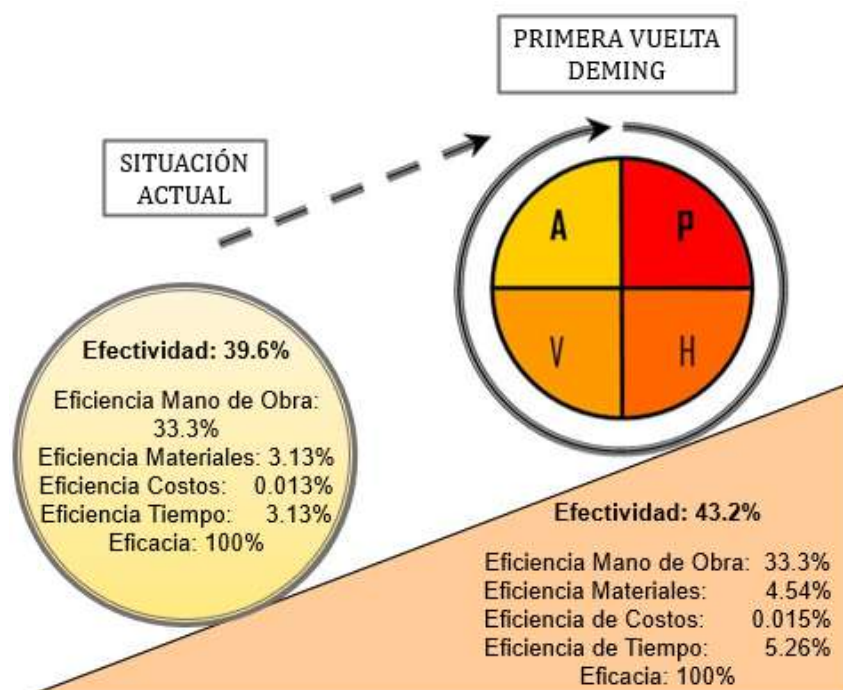 PRIMERA VUELTA
DEMING
SITUACIÓN
ACTUAL
A
P
V
H
Efectividad: 39.6%
Eficiencia Mano de Obra:
33.3%
Eficiencia Materiales: 3.13%
Eficiencia Costos: 0.013%
Eficiencia Tiempo: 3.13%
Eficacia: 100%
Efectividad: 43.2%
Eficiencia Mano de Obra: 33.3%
Eficiencia Materiales: 4.54%
Eficiencia de Costos: 0.015%
Eficiencia de Tiempo: 5.26%
Eficacia: 100%